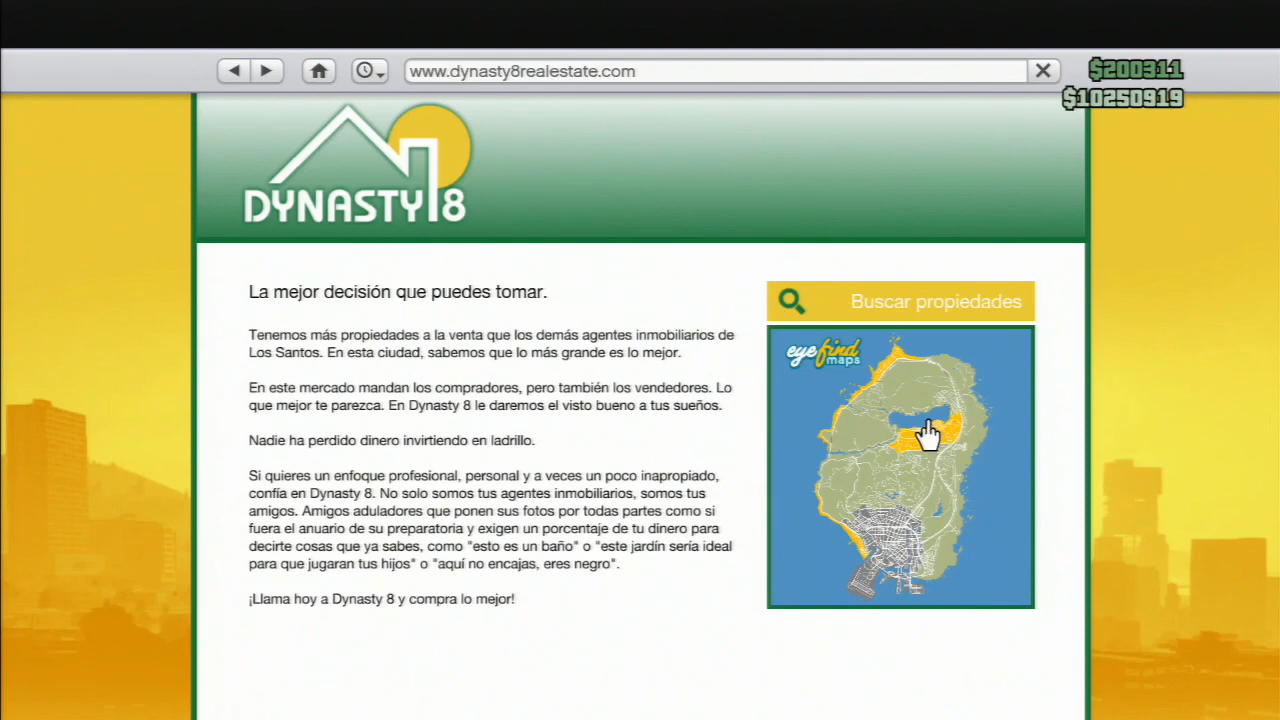 www.dynasty8realestate.com
$200311
$10250919
DYNASTY 8
La mejor decisión que puedes tomar.
Buscar propiedades
eyefind
maps
Tenemos más propiedades a la venta que los demás agentes inmobiliarios de
Los Santos. En esta ciudad, sabemos que lo más grande es lo mejor.
En este mercado mandan los compradores, pero también los vendedores. Lo
que mejor te parezca. En Dynasty 8 le daremos el visto bueno a tus sueños.
Nadie ha perdido dinero invirtiendo en ladrillo.
Si quieres un enfoque profesional, personal y a veces un poco inapropiado,
confía en Dynasty 8. No solo somos tus agentes inmobiliarios, somos tus
amigos. Amigos aduladores que ponen sus fotos por todas partes como si
fuera el anuario de su preparatoria y exigen un porcentaje de tu dinero para
decirte cosas que ya sabes, como "esto es un baño" o "este jardín sería ideal
para que jugaran tus hijos" o "aquí no encajas, eres negro".
¡Llama hoy a Dynasty 8 y compra lo mejor!